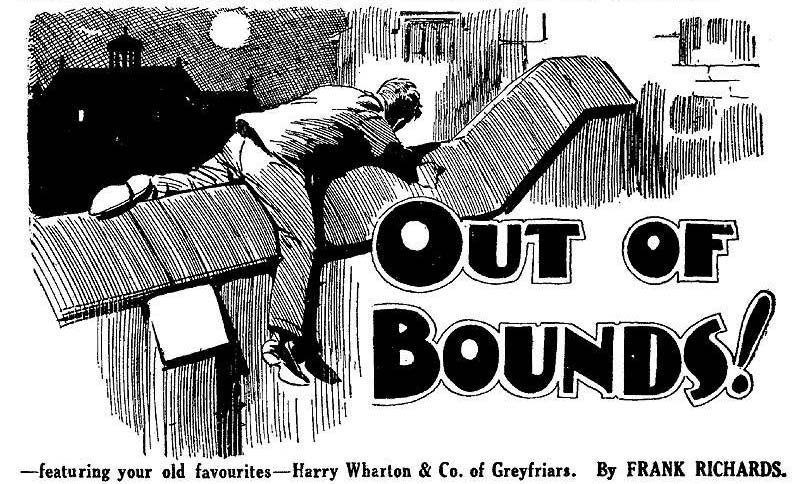 OUT OF
BOUNDS!
—featuring your old favourites—Harry Wharton & Co. of Greyfriars. By FRANK RICHARDS.